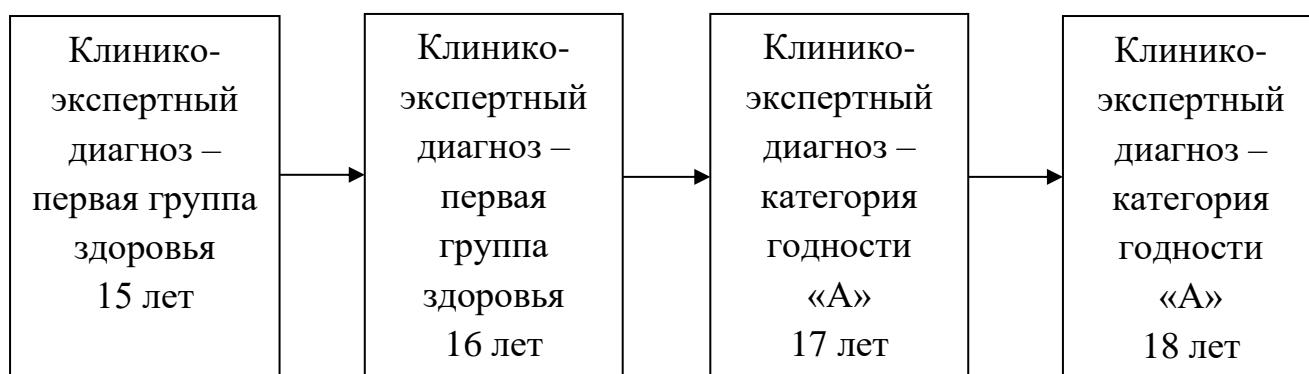 Клинико-
экспертный
диагноз –
первая группа
здоровья
15 лет
Клинико-
экспертный
диагноз –
первая
группа
здоровья
16 лет
Клинико-
экспертный
диагноз –
категория
годности
«А»
17 лет
Клинико-
экспертный
диагноз –
категория
годности
«А»
18 лет